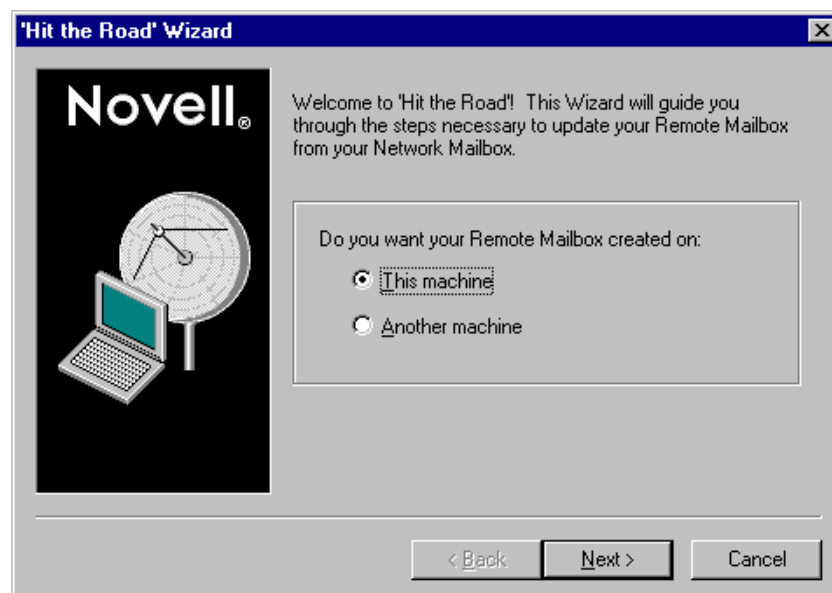 'Hit the Road' Wizard
Novell®
Welcome to 'Hit the Road'! This Wizard will guide you
through the steps necessary to update your Remote Mailbox
from your Network Mailbox.
Do you want your Remote Mailbox created on:
This machine
Another machine
< Back
Next >
Cancel